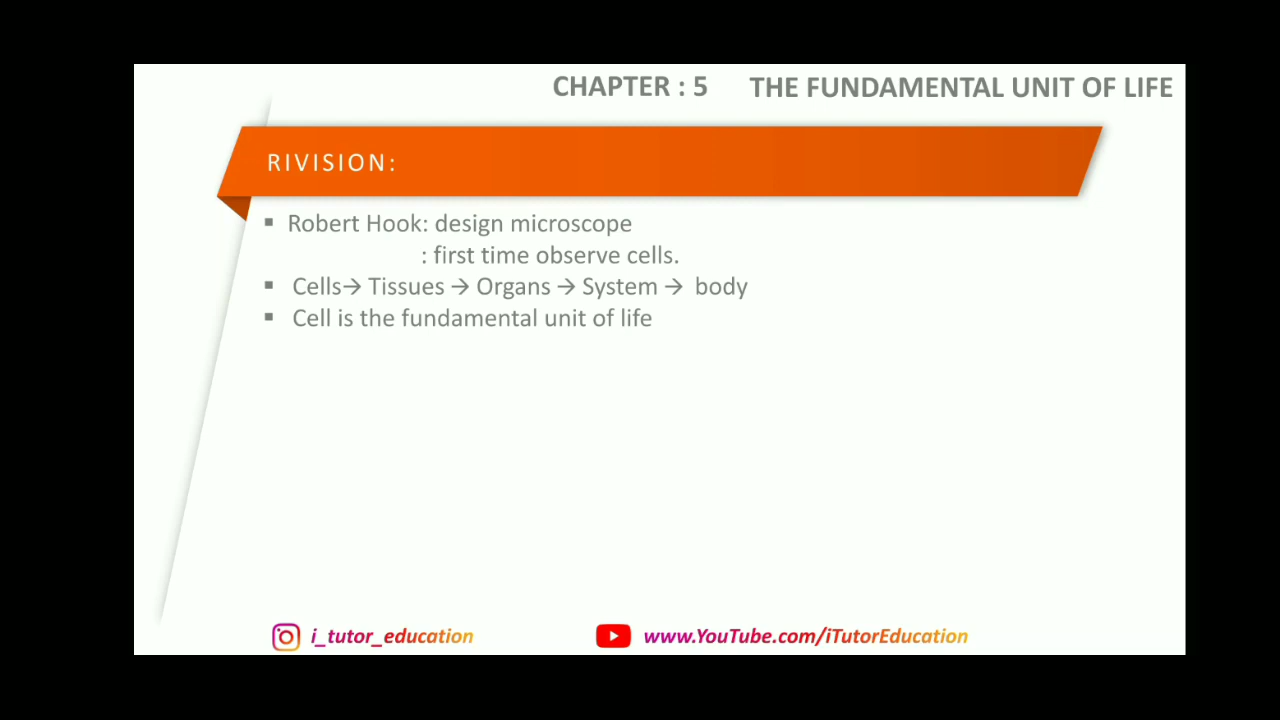 CHAPTER : 5 THE FUNDAMENTAL UNIT OF LIFE
RIVISION:
▪ Robert Hook: design microscope
: first time observe cells.
▪ Cells→ Tissues → Organs → System → body
▪ Cell is the fundamental unit of life
i_tutor_education www.YouTube.com/iTutorEducation